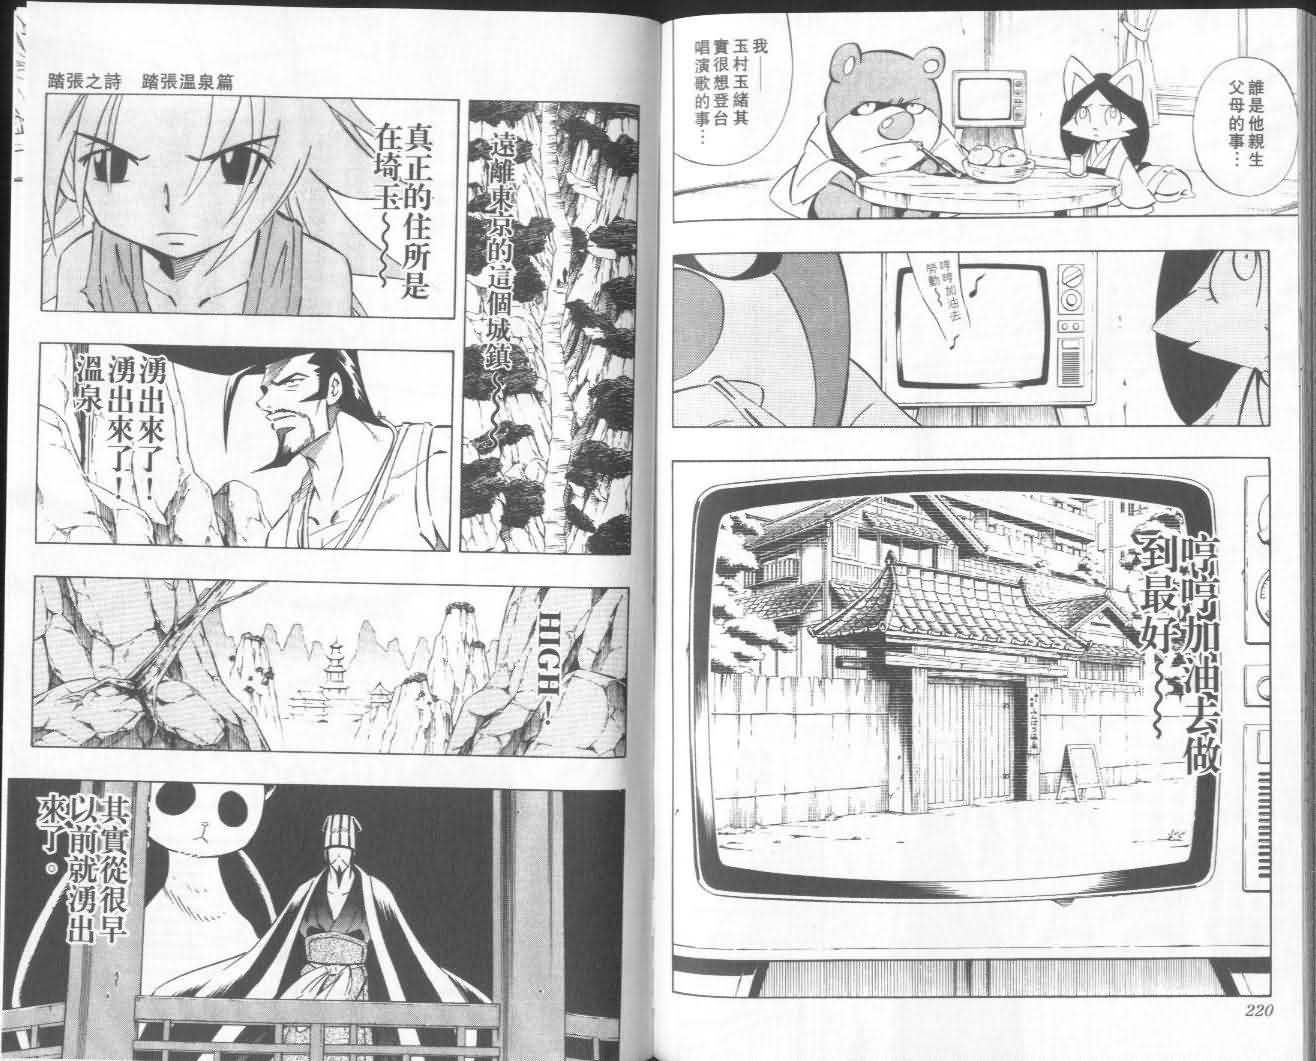 誰是他親生
父母的事…
我——
玉村玉緒其
實很想登台
唱演歌的事…
哼哼加油去
勞動～
哼哼加油去做
到最好～～～
220
踏張之詩 踏張溫泉篇
遠離東京的這個城鎮～～
真正的住所是
在埼玉～～～
湧出來了！
湧出來了！
溫泉
HIGH！
其實從很早
以前就湧出
來了。